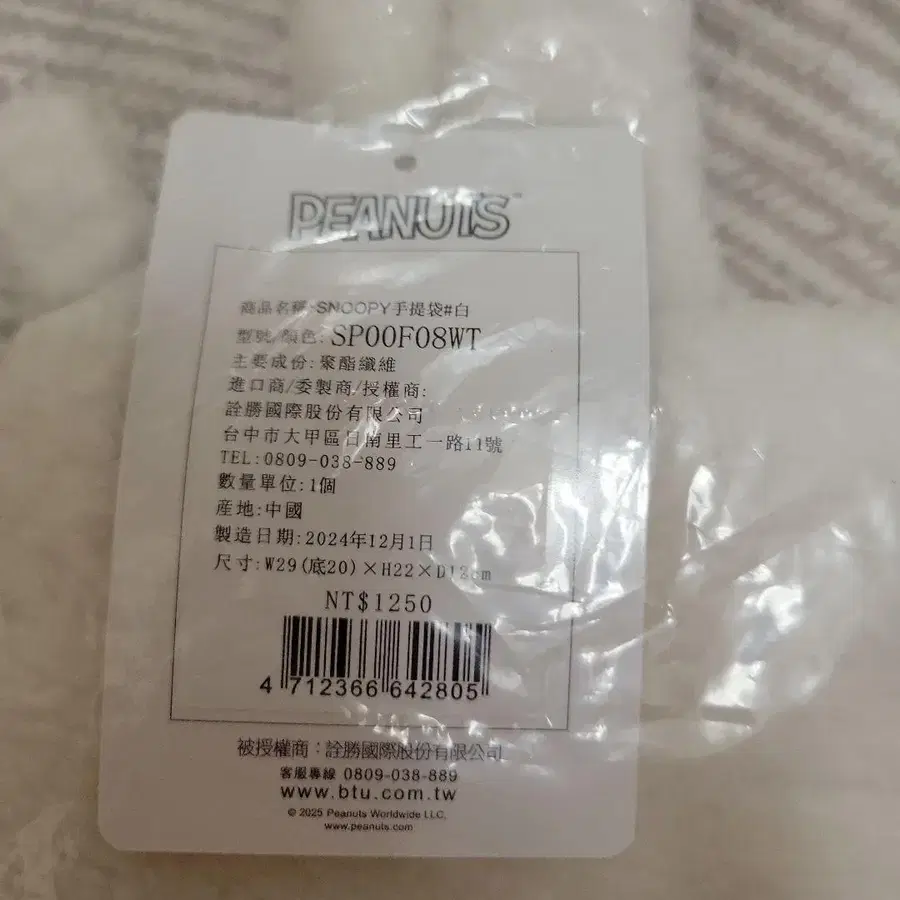 PEANUTS™
商品名稱:SNOOPY手提袋#白
型號/顏色:SP00F08WT
主要成份:聚酯纖維
進口商/委製商/授權商:
詮勝國際股份有限公司
台中市大甲區日南里工一路11號
TEL:0809-038-889
數量單位:1個
産地:中國
製造日期:2024年12月1日
尺寸:W29(底20)×H22×D12cm
NT$1250
4 712366 642805
被授權商：詮勝國際股份有限公司
客服專線 0809-038-889
www.btu.com.tw
© 2025 Peanuts Worldwide LLC.
www.peanuts.com